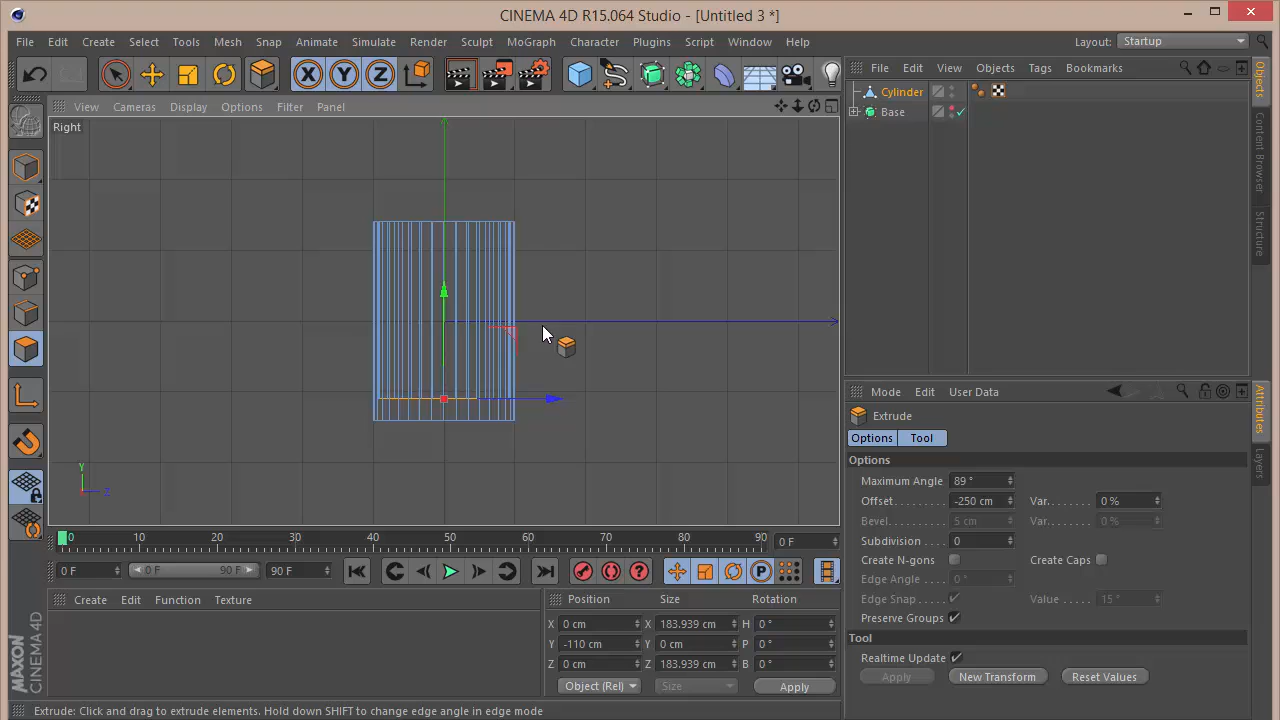 CINEMA 4D R15.064 Studio - [Untitled 3 *]
File Edit Create Select Tools Mesh Snap Animate Simulate Render Sculpt MoGraph Character Plugins Script Window Help
Layout: Startup
X Y Z
File Edit View Objects Tags Bookmarks
Cylinder
Base
View Cameras Display Options Filter Panel
Right
Y
Z
Objects
Content Browser
Structure
Mode Edit User Data
Extrude
Options Tool
Options
Maximum Angle 89 °
Offset -250 cm Var. 0 %
Bevel 5 cm Var. 0 %
Subdivision 0
Create N-gons Create Caps
Edge Angle 0 °
Edge Snap Value 15 °
Preserve Groups
Tool
Realtime Update
Apply New Transform Reset Values
Attributes
Layers
0 10 20 30 40 50 60 70 80 90 0 F
0 F 0 F 90 F 90 F
P
Create Edit Function Texture
Position Size Rotation
X 0 cm X 183.939 cm H 0 °
Y -110 cm Y 0 cm P 0 °
Z 0 cm Z 183.939 cm B 0 °
Object (Rel) Size Apply
MAXON CINEMA 4D
Extrude: Click and drag to extrude elements. Hold down SHIFT to change edge angle in edge mode